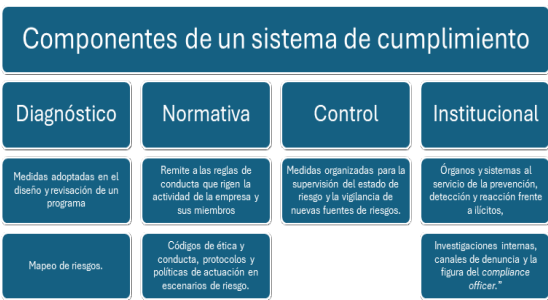 Componentes de un sistema de cumplimiento
Diagnóstico
Normativa
Control
Institucional
Medidas adoptadas en el
diseño y revisación de un
programa
Remite a las reglas de
conducta que rigen la
actividad de la empresa y
sus miembros
Medidas organizadas para la
supervisión del estado de
riesgo y la vigilancia de
nuevas fuentes de riesgos.
Órganos y sistemas al
servicio de la prevención,
detección y reacción frente
a ilícitos,
Mapeo de riesgos.
Códigos de ética y
conducta, protocolos y
políticas de actuación en
escenarios de riesgo.
Investigaciones internas,
canales de denuncia y la
figura del compliance
officer.”